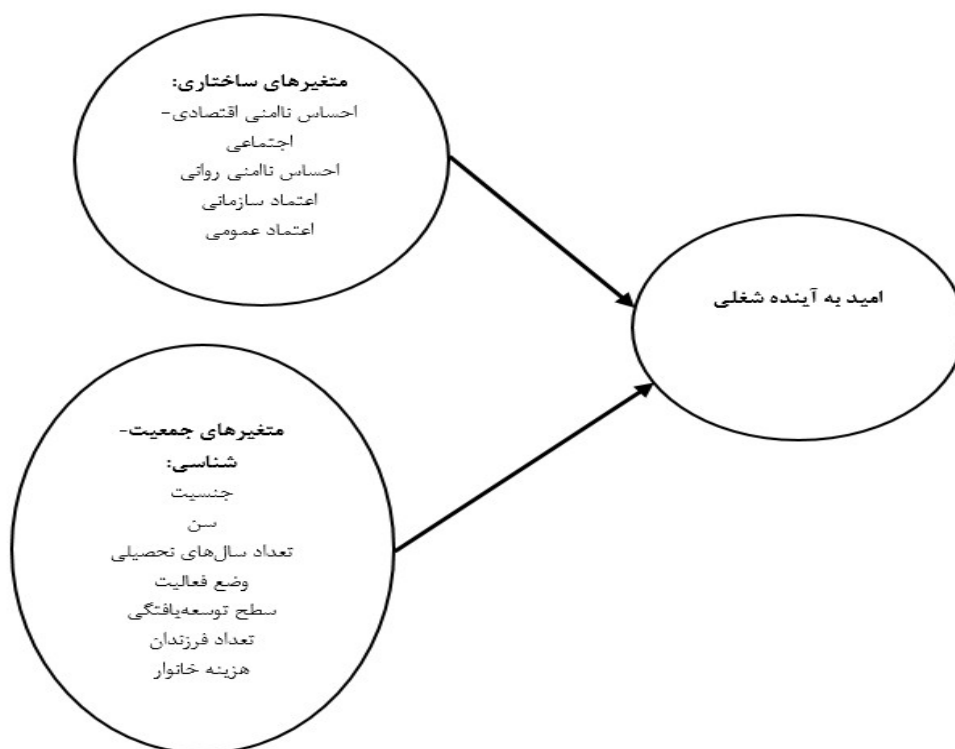 متغیرهای ساختاری:
احساس ناامنی اقتصادی-
اجتماعی
احساس ناامنی روانی
اعتماد سازمانی
اعتماد عمومی
امید به آینده شغلی
متغیرهای جمعیت-
شناسی:
جنسیت
سن
تعداد سال‌های تحصیلی
وضع فعالیت
سطح توسعه‌یافتگی
تعداد فرزندان
هزینه خانوار